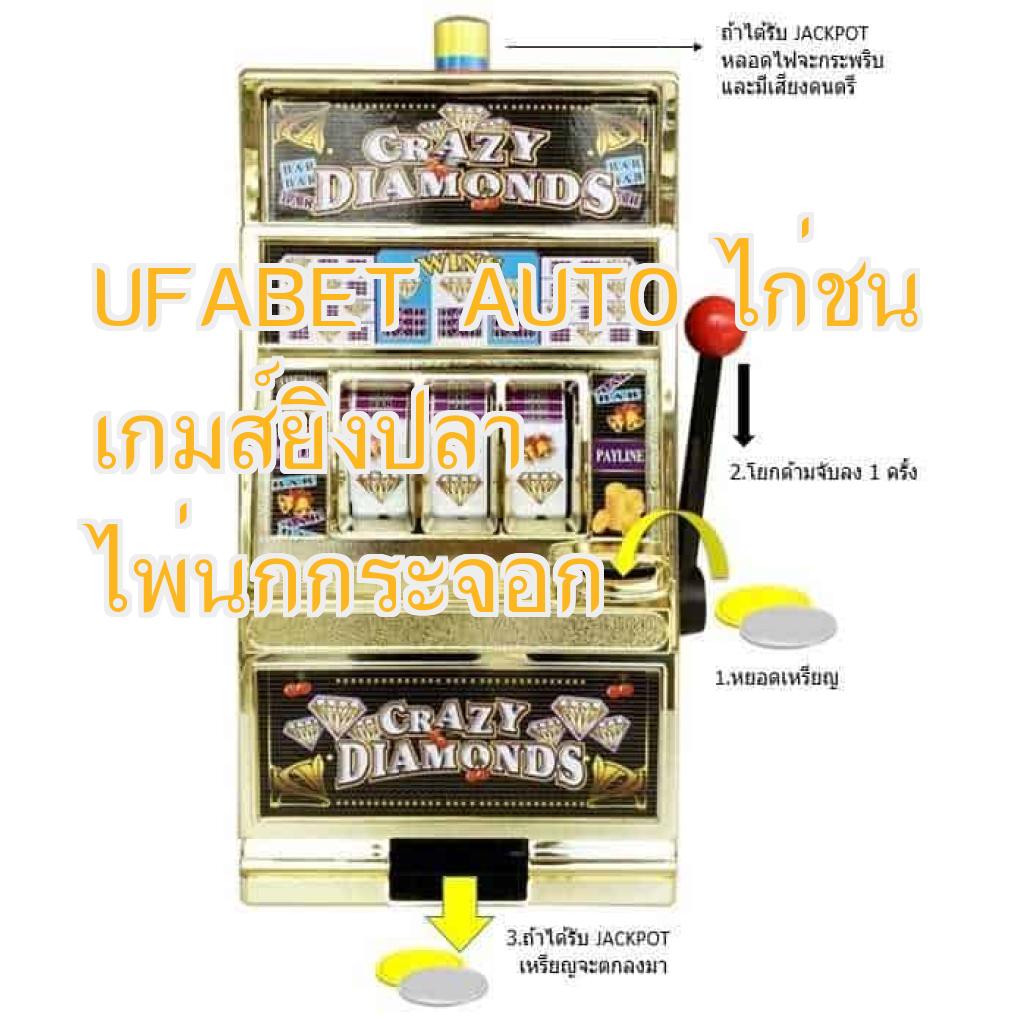 ถ้าได้รับ JACKPOT
หลอดไฟจะกระพริบ
และมีเสียงดนตรี
CRAZY
DIAMONDS
BAR
BAR
BAR
WINS
UFABET AUTO ไก่ชน
เกมส์ยิงปลา
PAYLINE
2.โยกด้ามจับลง 1 ครั้ง
ไพ่นกกระจอก
1.หยอดเหรียญ
CRAZY
DIAMONDS
3.ถ้าได้รับ JACKPOT
เหรียญจะตกลงมา